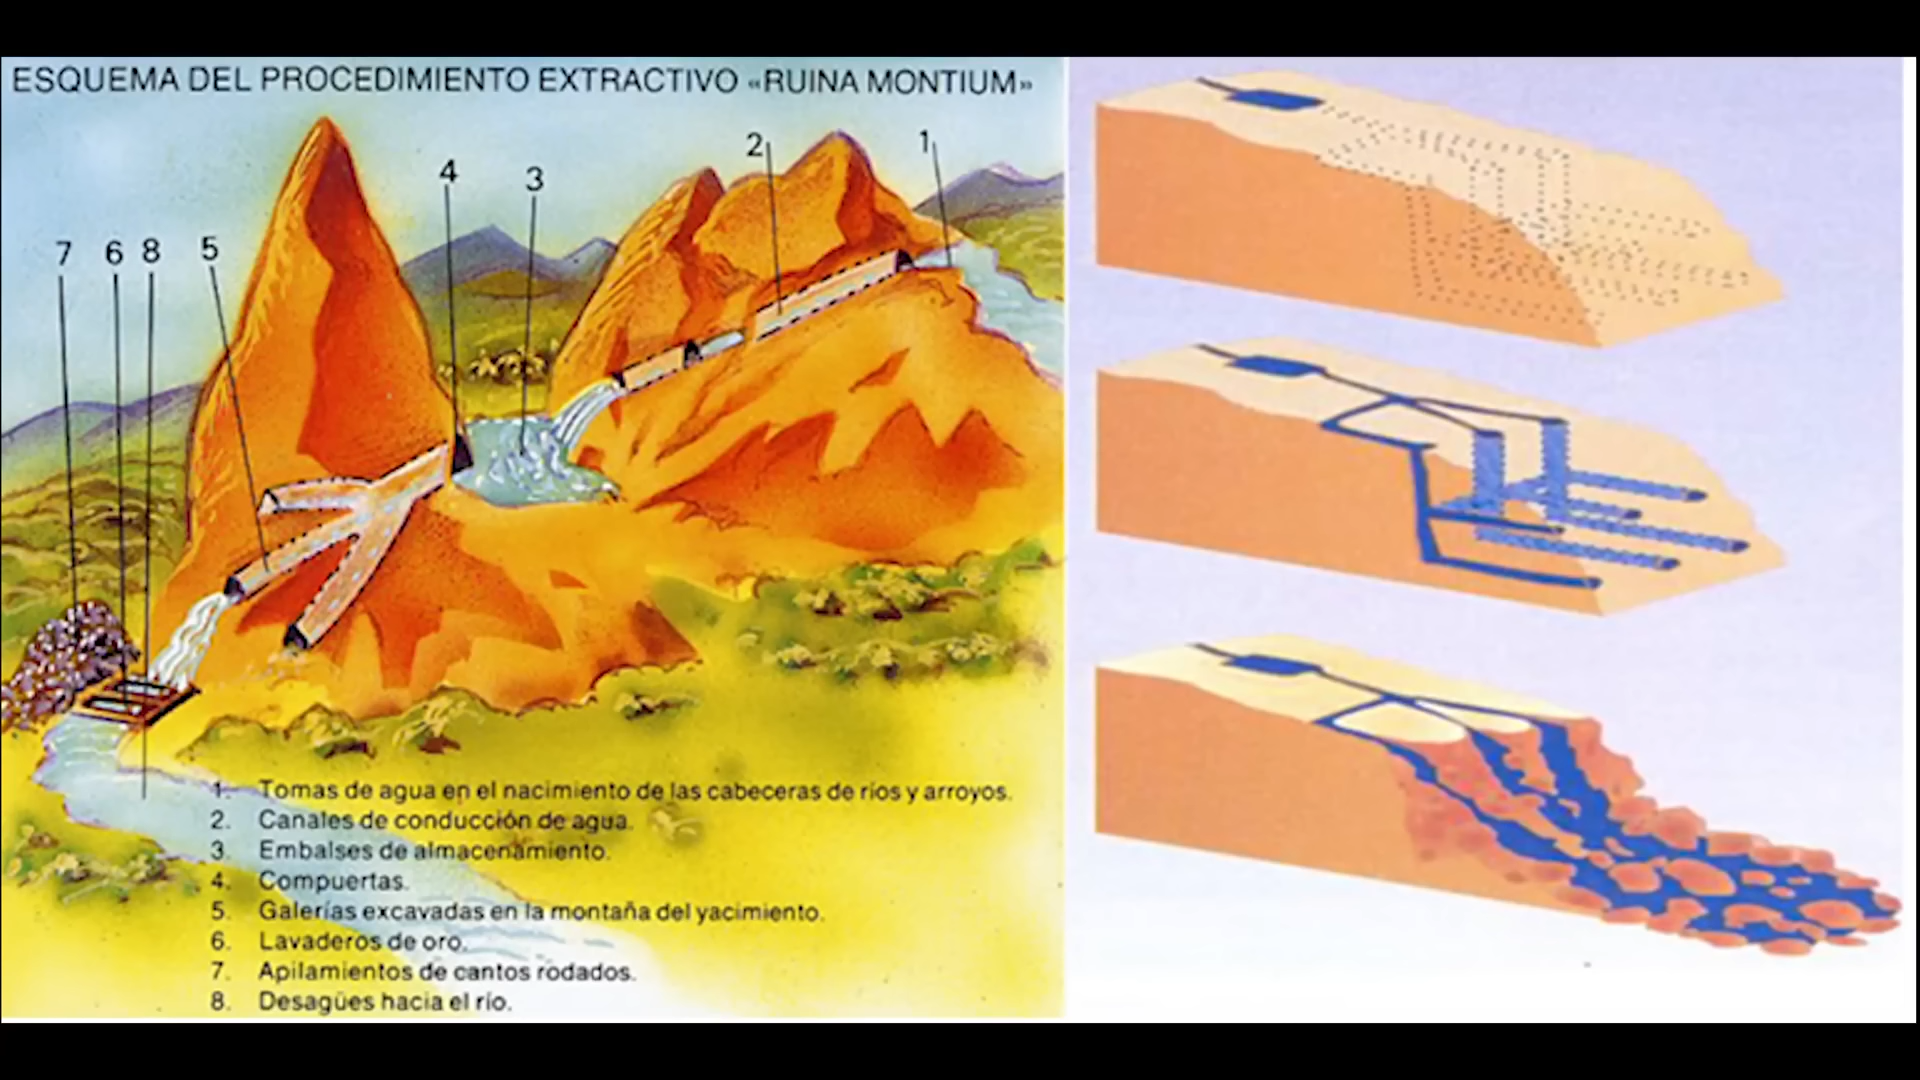 ESQUEMA DEL PROCEDIMIENTO EXTRACTIVO «RUINA MONTIUM»
2
1
4
3
7 6 8 5
1. Tomas de agua en el nacimiento de las cabeceras de ríos y arroyos.
2. Canales de conducción de agua.
3. Embalses de almacenamiento.
4. Compuertas.
5. Galerías excavadas en la montaña del yacimiento.
6. Lavaderos de oro.
7. Apilamientos de cantos rodados.
8. Desagües hacia el río.